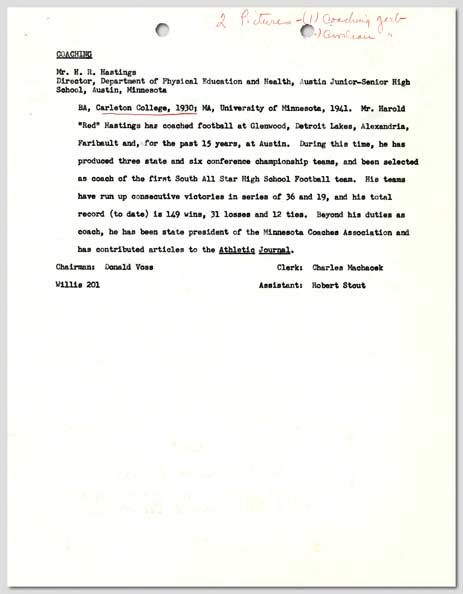 2 Pictures - (1) Coaching garb
(2) Civilian "
COACHING
Mr. H. R. Hastings
Director, Department of Physical Education and Health, Austin Junior-Senior High
School, Austin, Minnesota
BA, Carleton College, 1930; MA, University of Minnesota, 1941. Mr. Harold
"Red" Hastings has coached football at Glenwood, Detroit Lakes, Alexandria,
Faribault and, for the past 15 years, at Austin. During this time, he has
produced three state and six conference championship teams, and been selected
as coach of the first South All Star High School Football team. His teams
have run up consecutive victories in series of 36 and 19, and his total
record (to date) is 149 wins, 31 losses and 12 ties. Beyond his duties as
coach, he has been state president of the Minnesota Coaches Association and
has contributed articles to the Athletic Journal.
Chairman: Donald Voss Clerk: Charles Machacek
Willis 201 Assistant: Robert Stout